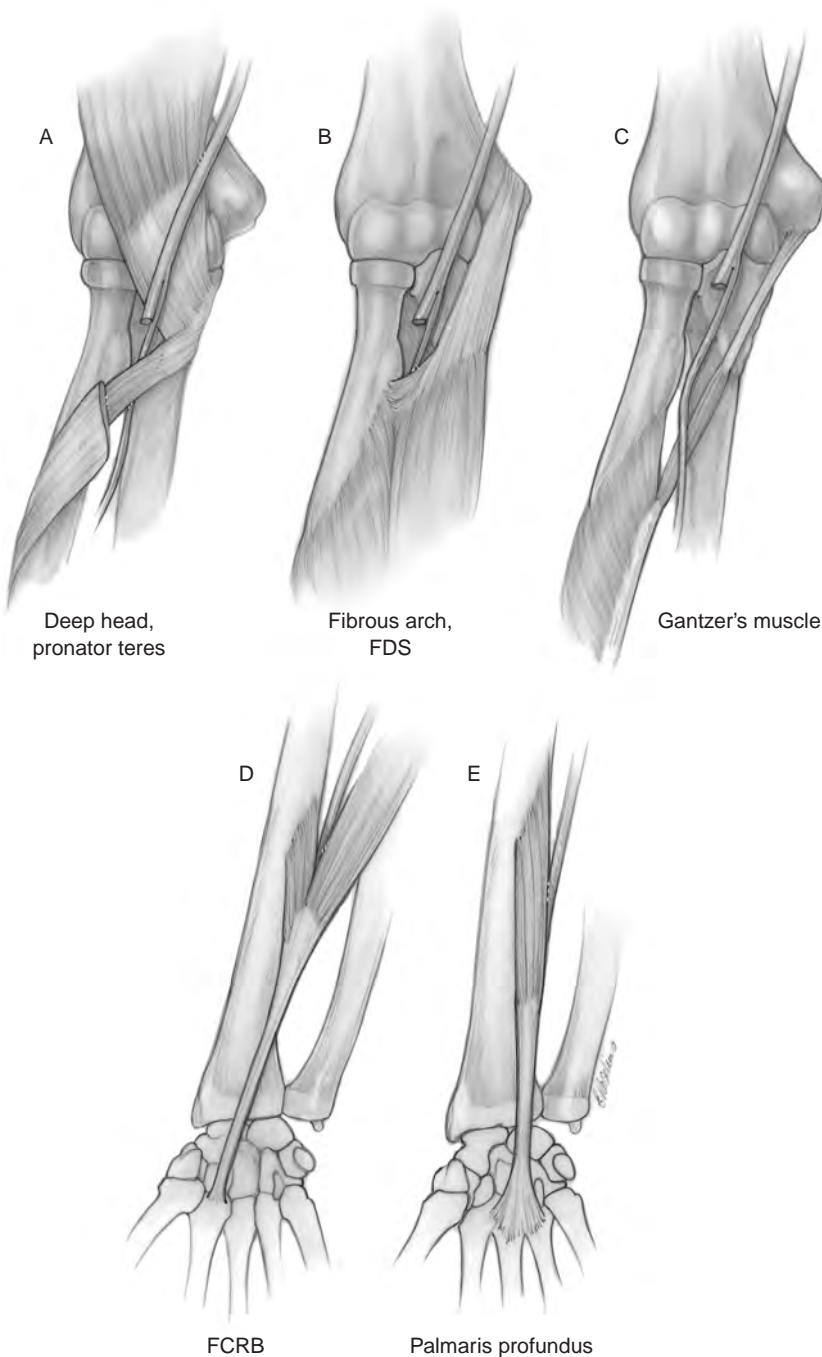 A
B
C
Deep head,
pronator teres
Fibrous arch,
FDS
Gantzer's muscle
D
E
FCRB
Palmaris profundus